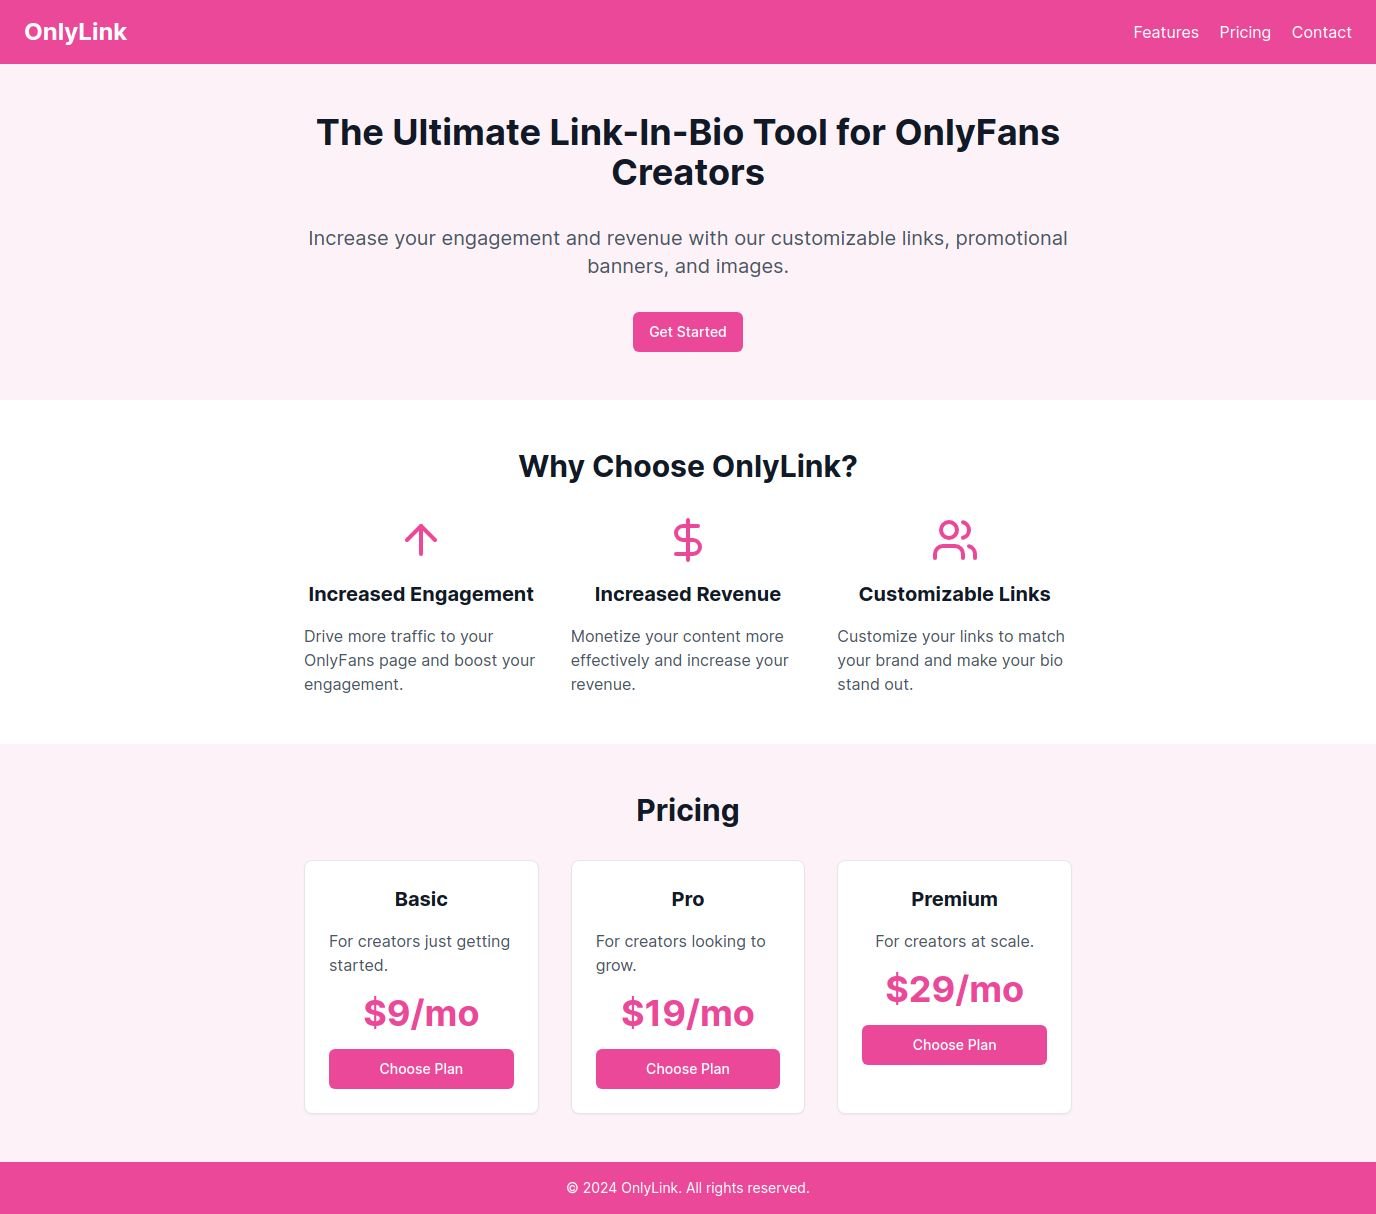 OnlyLink
Features Pricing Contact
The Ultimate Link-In-Bio Tool for OnlyFans
Creators
Increase your engagement and revenue with our customizable links, promotional
banners, and images.
Get Started
Why Choose OnlyLink?
Increased Engagement
Drive more traffic to your
OnlyFans page and boost your
engagement.
Increased Revenue
Monetize your content more
effectively and increase your
revenue.
Customizable Links
Customize your links to match
your brand and make your bio
stand out.
Pricing
Basic
For creators just getting
started.
$9/mo
Choose Plan
Pro
For creators looking to
grow.
$19/mo
Choose Plan
Premium
For creators at scale.
$29/mo
Choose Plan
© 2024 OnlyLink. All rights reserved.